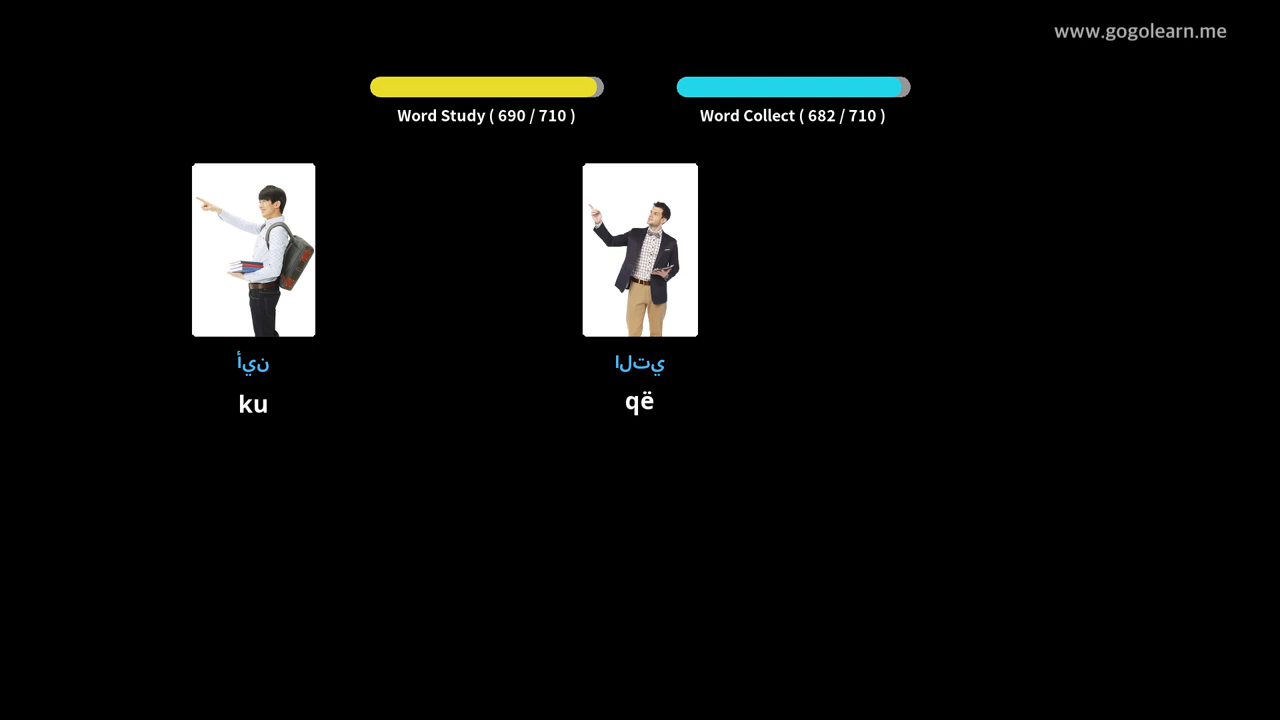 www.gogolearn.me
Word Study ( 690 / 710 )
Word Collect ( 682 / 710 )
أين
التي
ku
që